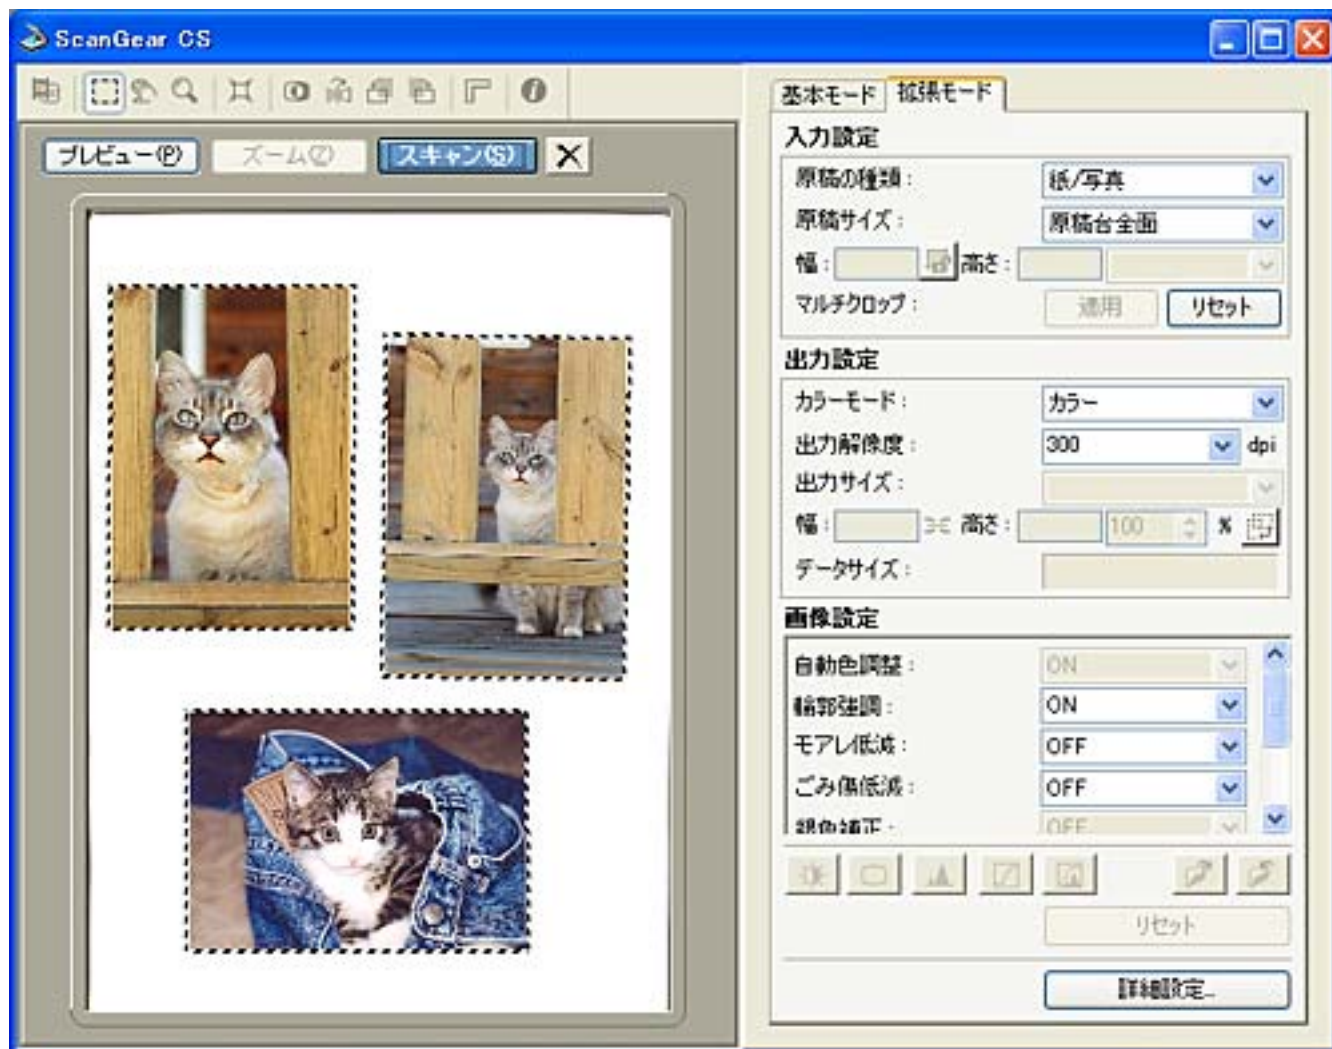 ScanGear CS
プレビュー(P) ズーム(Z) スキャン(S)
基本モード 拡張モード
入力設定
原稿の種類: 紙/写真
原稿サイズ: 原稿台全面
幅: 高さ:
マルチクロップ: 適用 リセット
出力設定
カラーモード: カラー
出力解像度: 300 dpi
出力サイズ:
幅: 高さ: 100 %
データサイズ:
画像設定
自動色調整: ON
輪郭強調: ON
モアレ低減: OFF
ごみ傷低減: OFF
褪色補正: OFF
リセット
詳細設定...